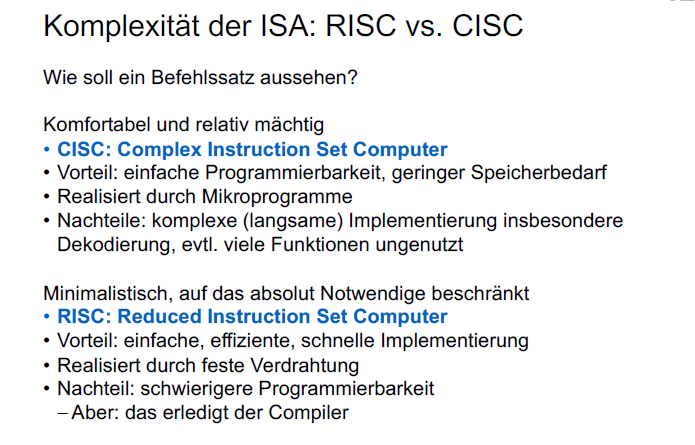 Komplexität der ISA: RISC vs. CISC
Wie soll ein Befehlssatz aussehen?
Komfortabel und relativ mächtig
• CISC: Complex Instruction Set Computer
• Vorteil: einfache Programmierbarkeit, geringer Speicherbedarf
• Realisiert durch Mikroprogramme
• Nachteile: komplexe (langsame) Implementierung insbesondere
Dekodierung, evtl. viele Funktionen ungenutzt
Minimalistisch, auf das absolut Notwendige beschränkt
• RISC: Reduced Instruction Set Computer
• Vorteil: einfache, effiziente, schnelle Implementierung
• Realisiert durch feste Verdrahtung
• Nachteil: schwierigere Programmierbarkeit
– Aber: das erledigt der Compiler